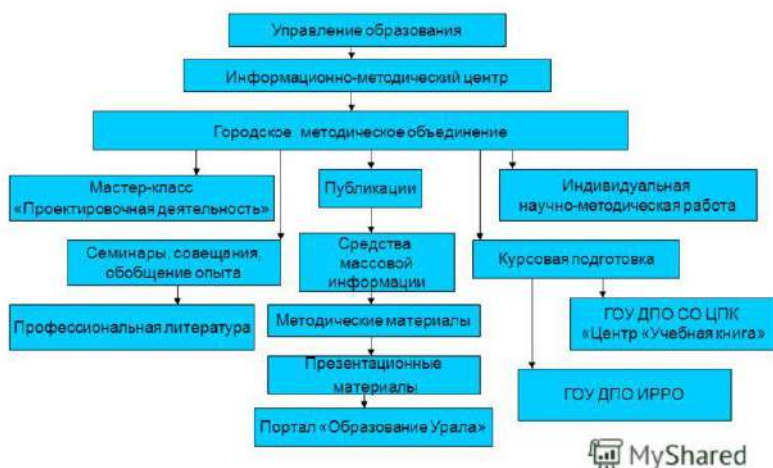 Управление образования
Информационно-методический центр
Городское методическое объединение
Мастер-класс
«Проектировочная деятельность»
Публикации
Индивидуальная
научно-методическая работа
Семинары, совещания,
обобщение опыта
Средства
массовой
информации
Курсовая подготовка
Профессиональная литература
Методические материалы
ГОУ ДПО СО ЦПК
«Центр «Учебная книга»
Презентационные
материалы
ГОУ ДПО ИРРО
Портал «Образование Урала»
MyShared